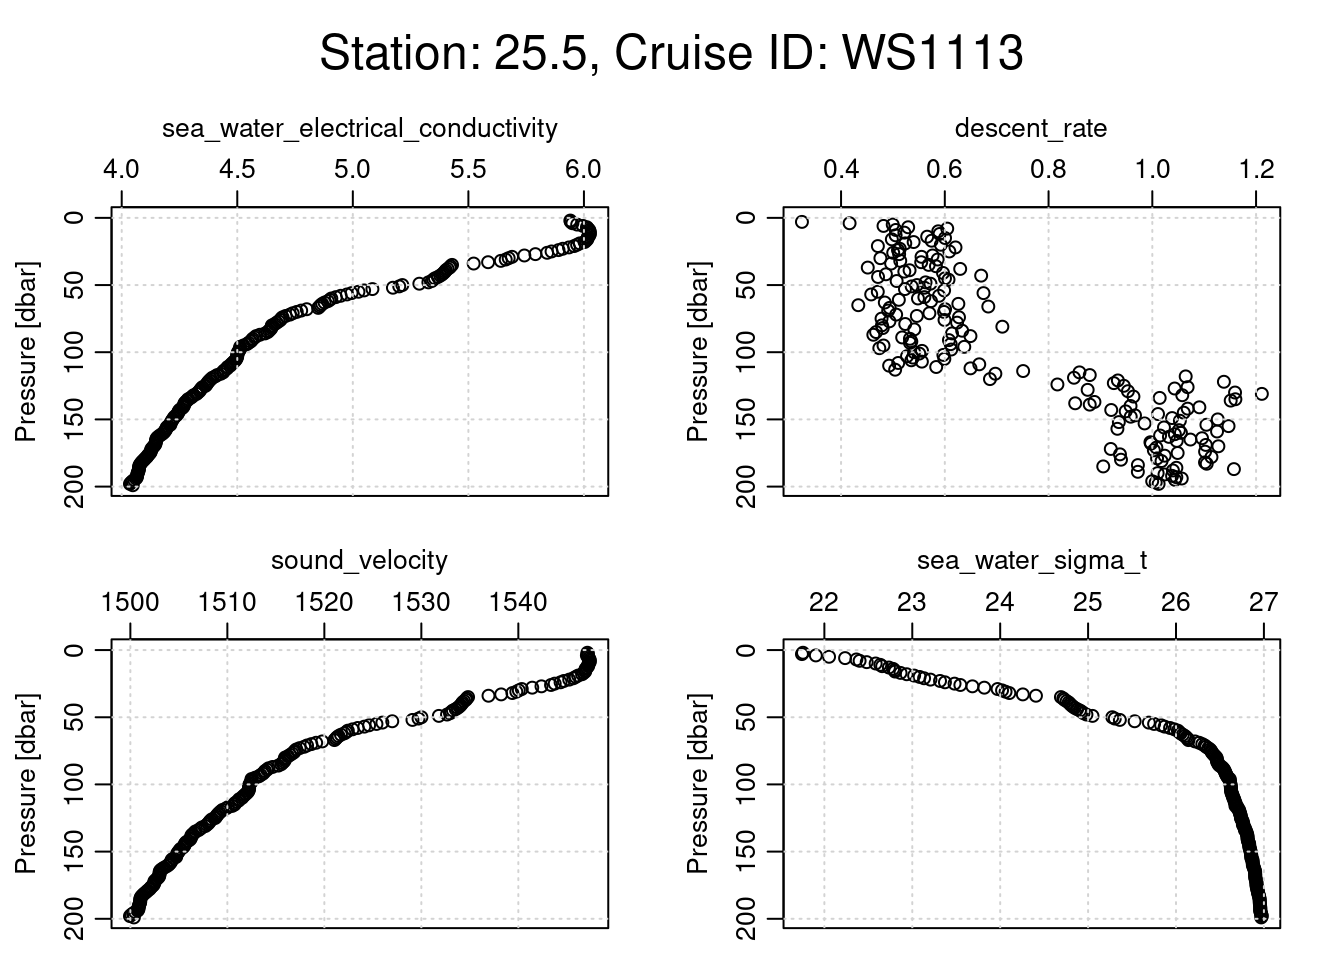 Station: 25.5, Cruise ID: WS1113
sea_water_electrical_conductivity
4.0 4.5 5.0 5.5 6.0
Pressure [dbar]
0 50 100 150 200
descent_rate
0.4 0.6 0.8 1.0 1.2
Pressure [dbar]
0 50 100 150 200
sound_velocity
1500 1510 1520 1530 1540
Pressure [dbar]
0 50 100 150 200
sea_water_sigma_t
22 23 24 25 26 27
Pressure [dbar]
0 50 100 150 200